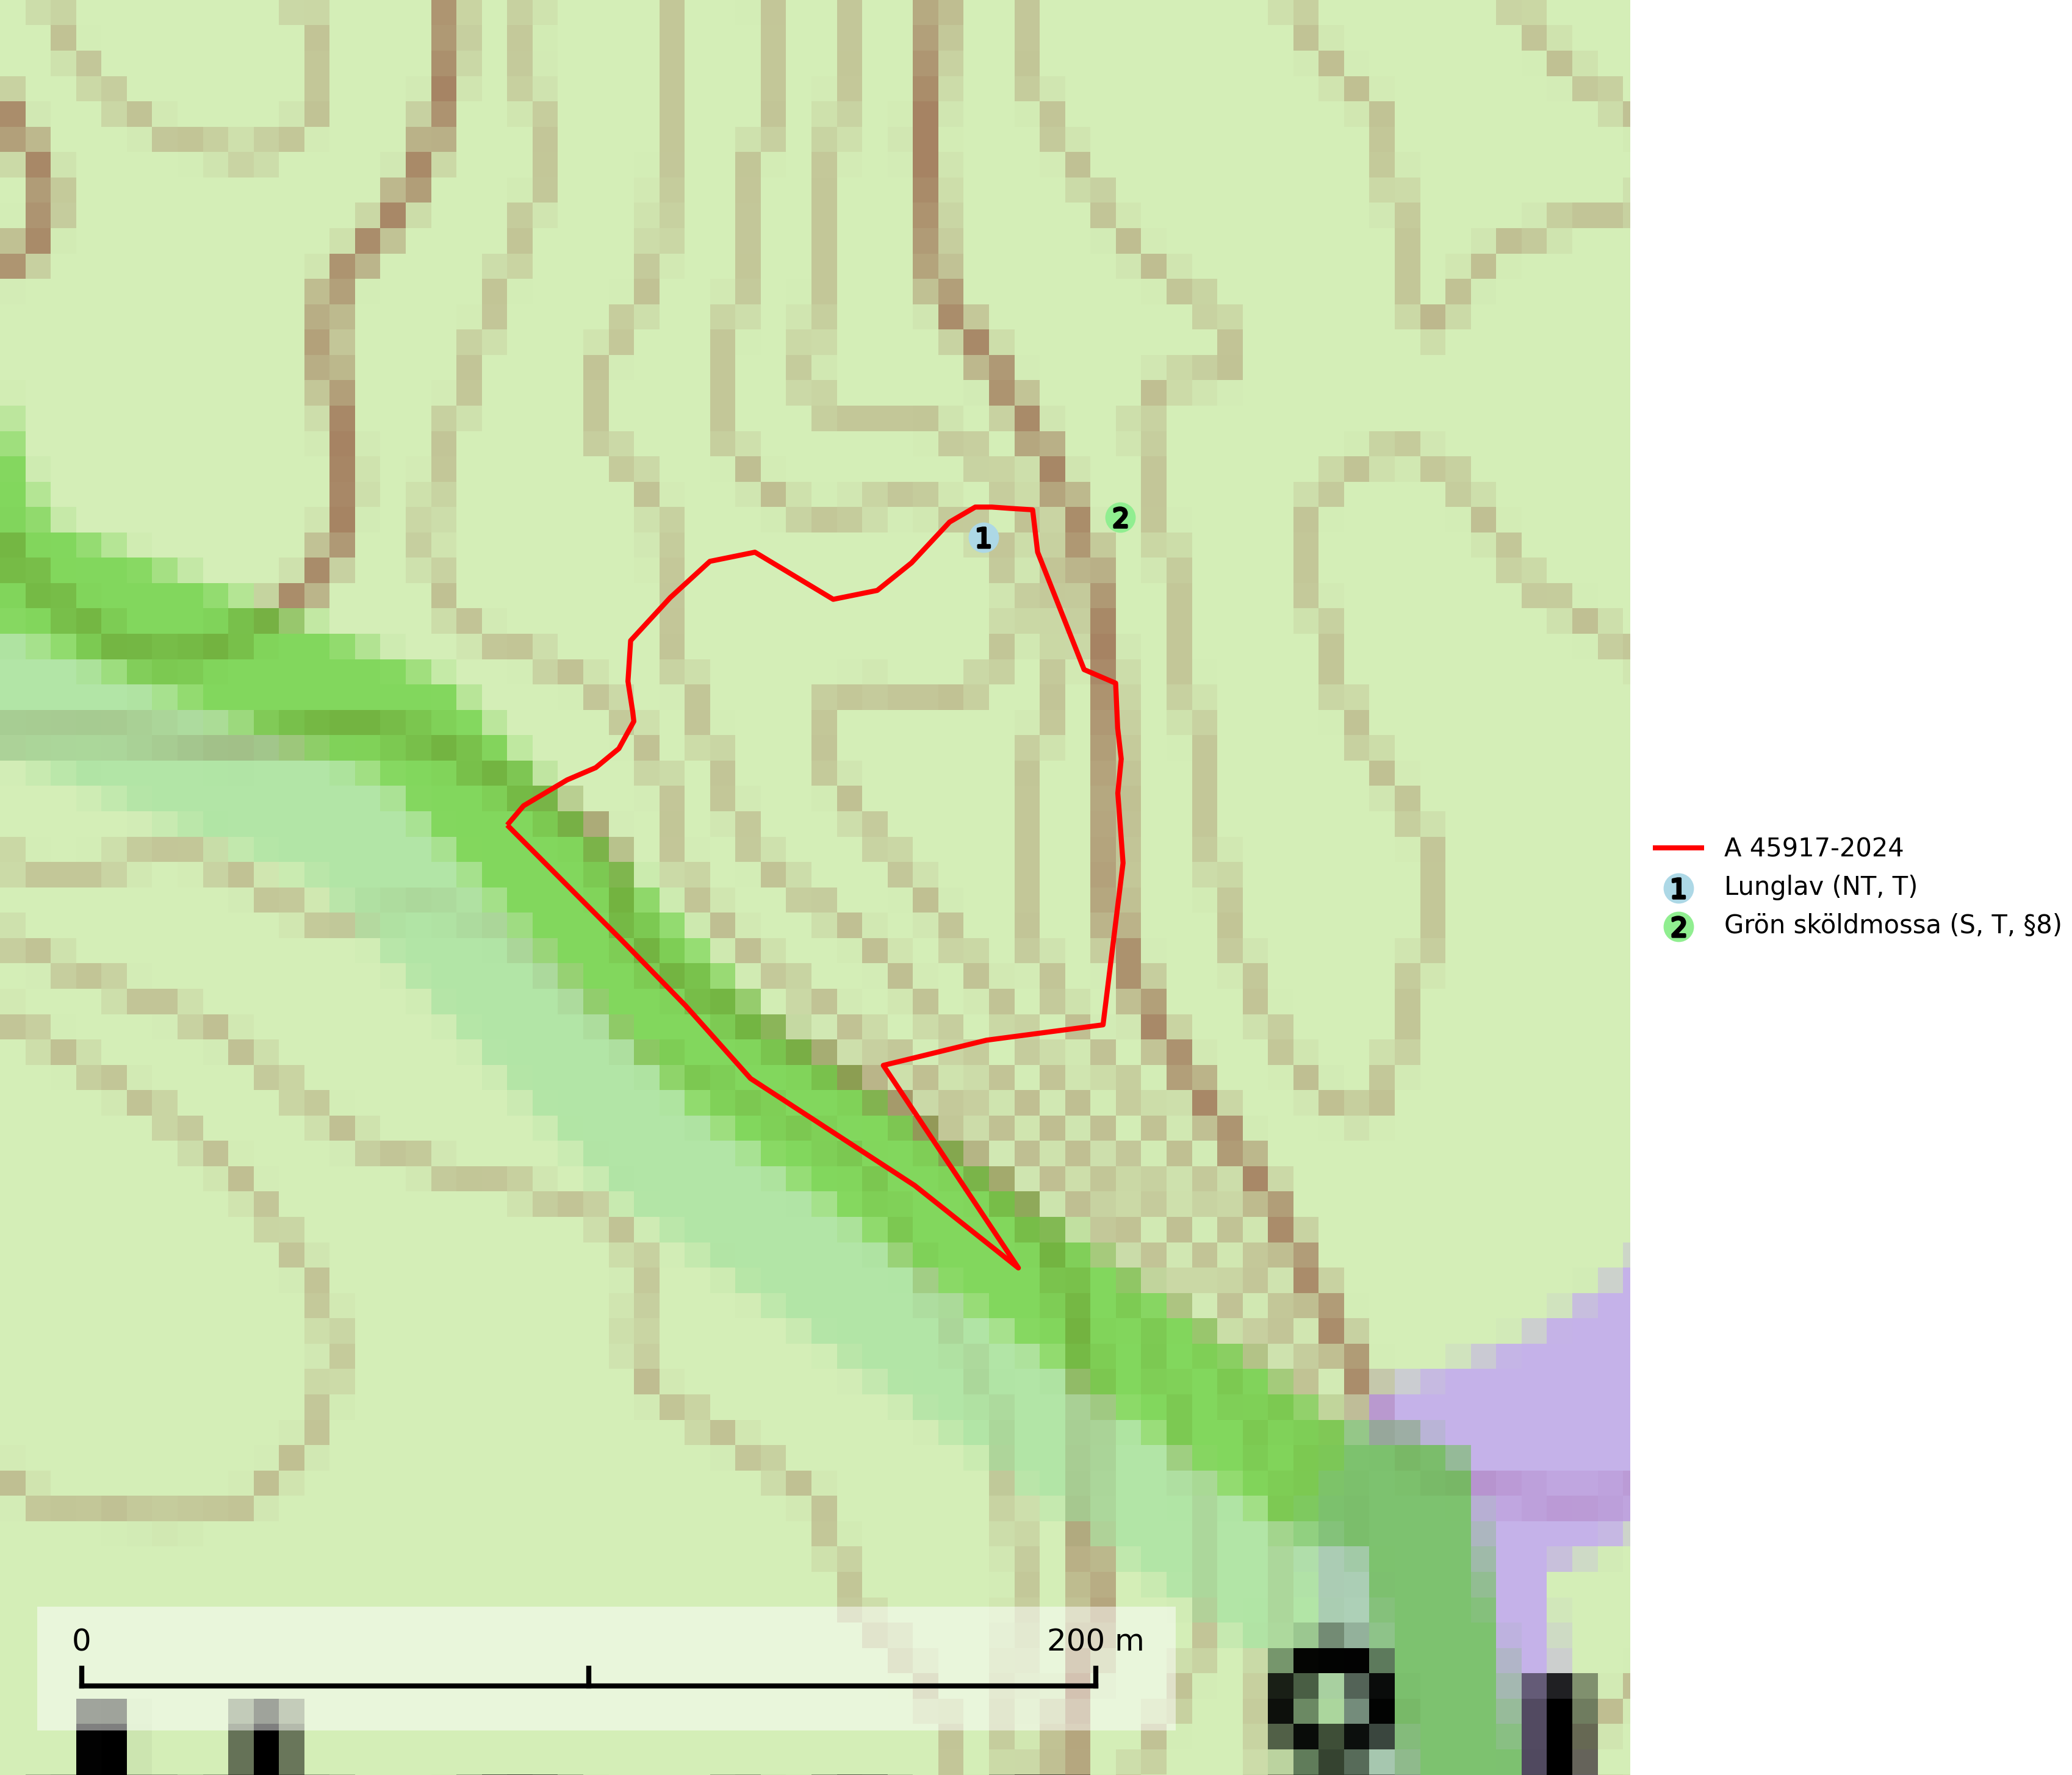 1
2
A 45917-2024
1 Lunglav (NT, T)
2 Grön sköldmossa (S, T, §8)
0 200 m